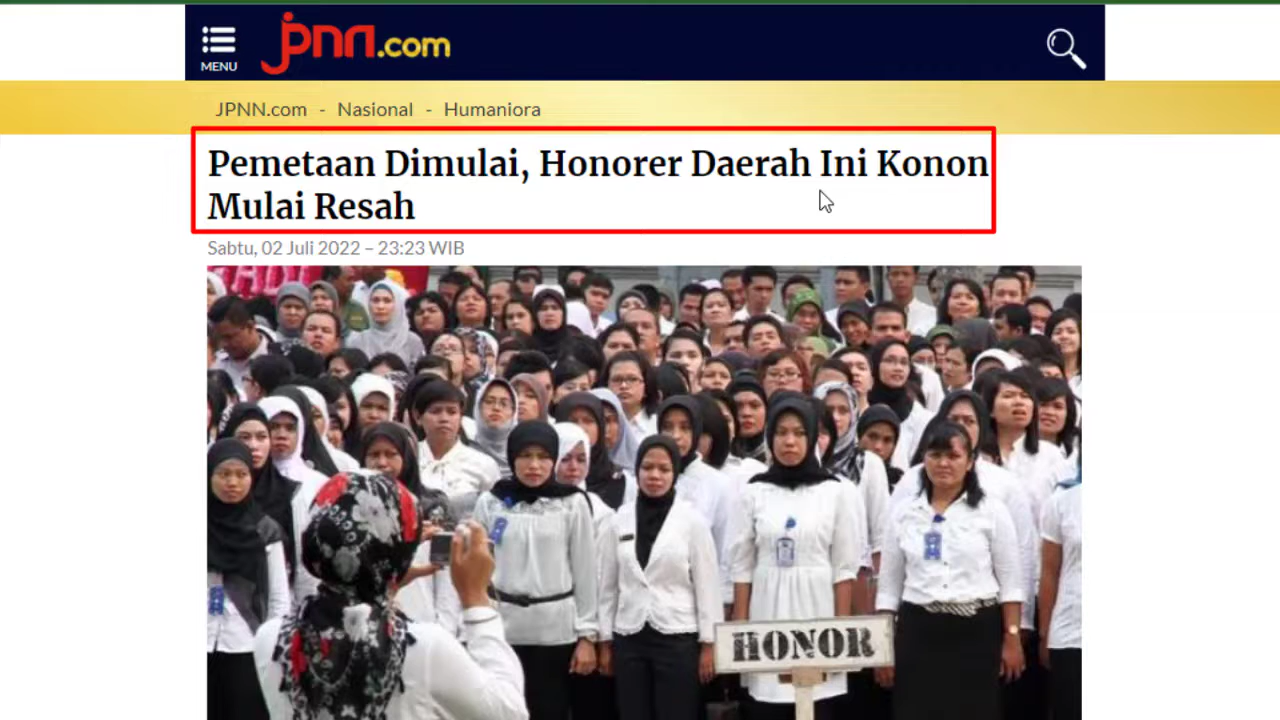 MENU
jpnn.com
JPNN.com - Nasional - Humaniora
Pemetaan Dimulai, Honorer Daerah Ini Konon
Mulai Resah
Sabtu, 02 Juli 2022 – 23:23 WIB
HONOR